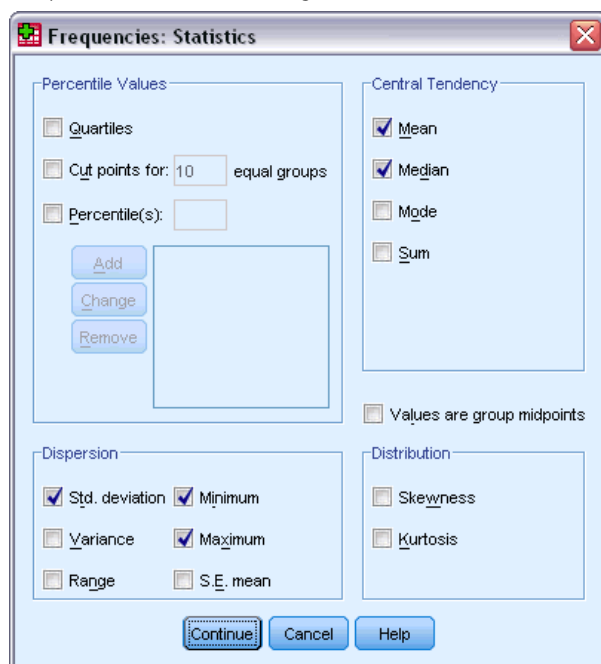 Frequencies: Statistics
Percentile Values
Quartiles
Cut points for: 10 equal groups
Percentile(s):
Add
Change
Remove
Central Tendency
Mean
Median
Mode
Sum
Values are group midpoints
Dispersion
Std. deviation Minimum
Variance Maximum
Range S.E. mean
Distribution
Skewness
Kurtosis
Continue Cancel Help